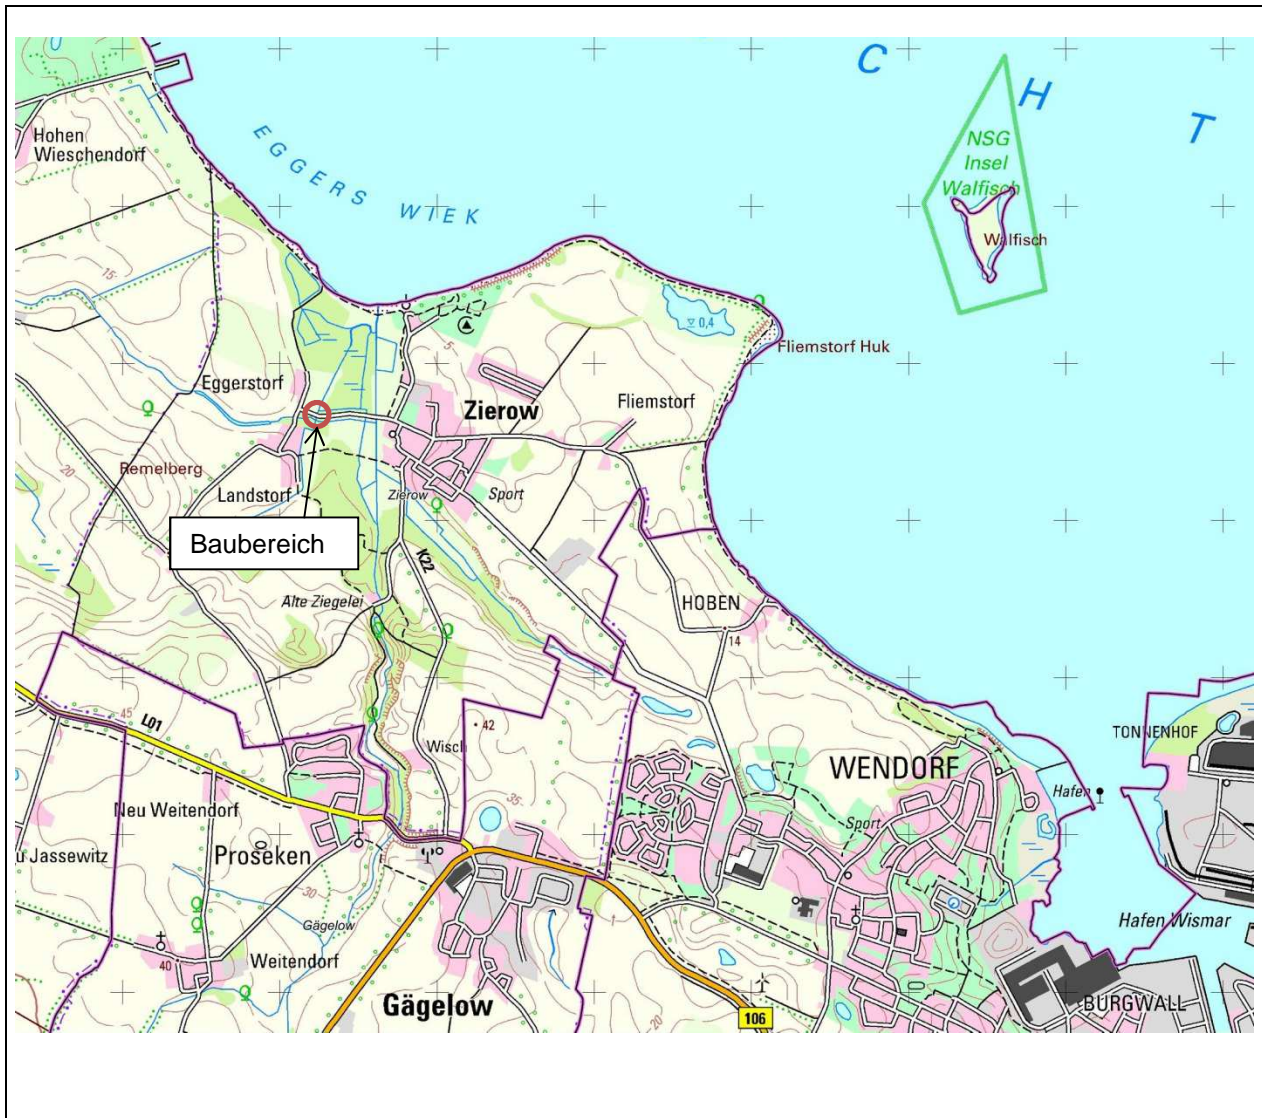 C
H
T
Hohen
Wieschendorf
EGGERS WIEK
NSG
Insel
Walfisch
Walfisch
15
5
0,4
Fliemstorf Huk
Eggerstorf
Zierow
Fliemstorf
20
Remelberg
Landstorf
Zierow
Sport
Baubereich
K22
Alte Ziegelei
HOBEN
14
45
L01
42
Wisch
TONNENHOF
WENDORF
Hafen
35
Neu Weitendorf
Sport
u Jassewitz
Proseken
30
Gägelow
Hafen Wismar
40
Weitendorf
Gägelow
106
20
BURGWALL